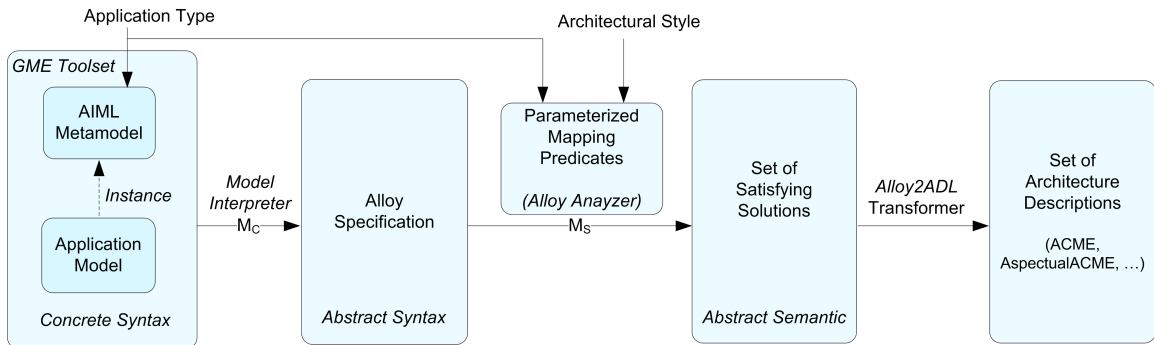 Application Type
Architectural Style
GME Toolset
AIML
Metamodel
Instance
Application
Model
Concrete Syntax
Model
Interpreter
MC
Alloy
Specification
Abstract Syntax
Parameterized
Mapping
Predicates
(Alloy Anayzer)
MS
Set of
Satisfying
Solutions
Abstract Semantic
Alloy2ADL
Transformer
Set of
Architecture
Descriptions
(ACME,
AspectualACME, …)